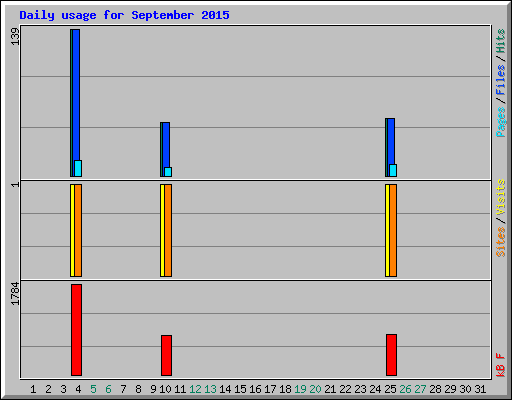 Daily usage for September 2015
139
Pages / Files / Hits
1
Sites / Visits
1784
kB F
1 2 3 4 5 6 7 8 9 10 11 12 13 14 15 16 17 18 19 20 21 22 23 24 25 26 27 28 29 30 31